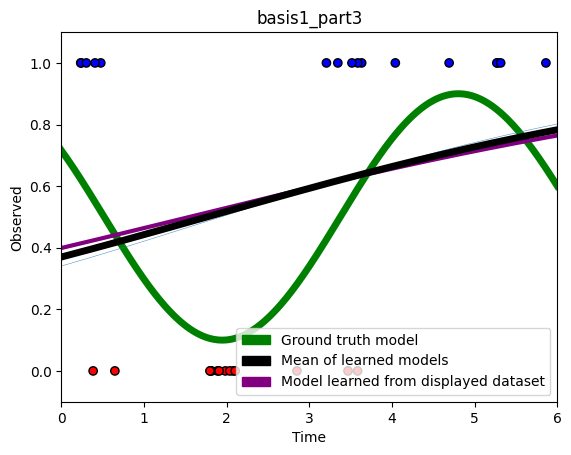 basis1_part3
Observed
1.0
0.8
0.6
0.4
0.2
0.0
Ground truth model
Mean of learned models
Model learned from displayed dataset
0 1 2 3 4 5 6
Time